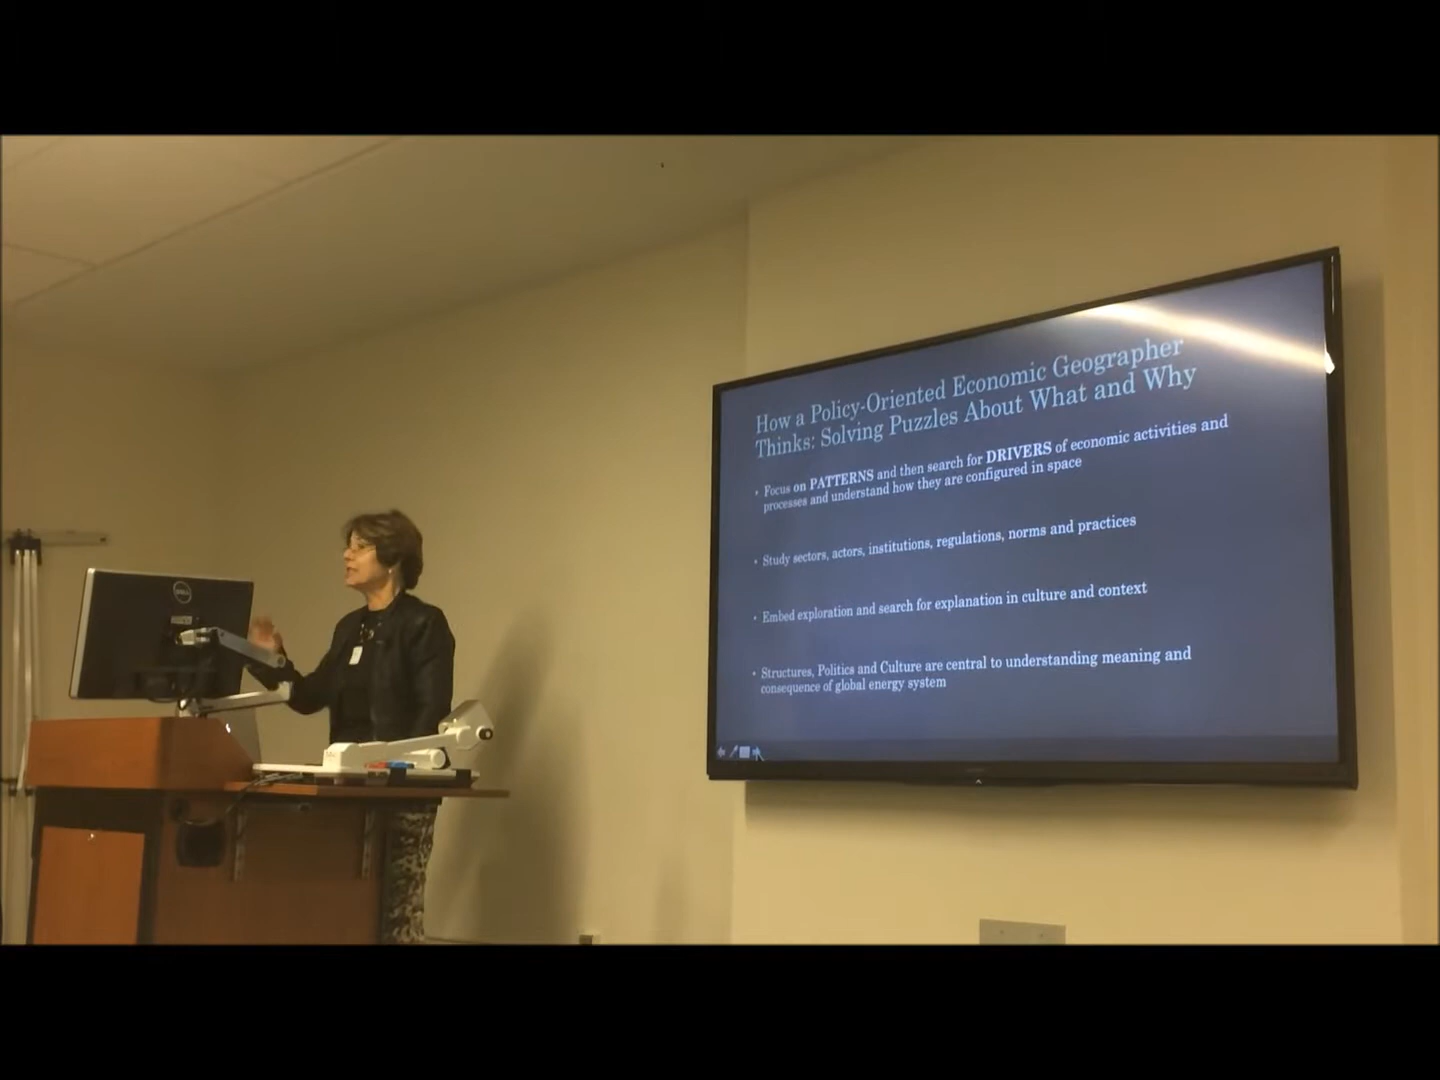 How a Policy-Oriented Economic Geographer
Thinks: Solving Puzzles About What and Why
• Focus on PATTERNS and then search for DRIVERS of economic activities and
processes and understand how they are configured in space
• Study sectors, actors, institutions, regulations, norms and practices
• Embed exploration and search for explanation in culture and context
• Structures, Politics and Culture are central to understanding meaning and
consequence of global energy system
DELL